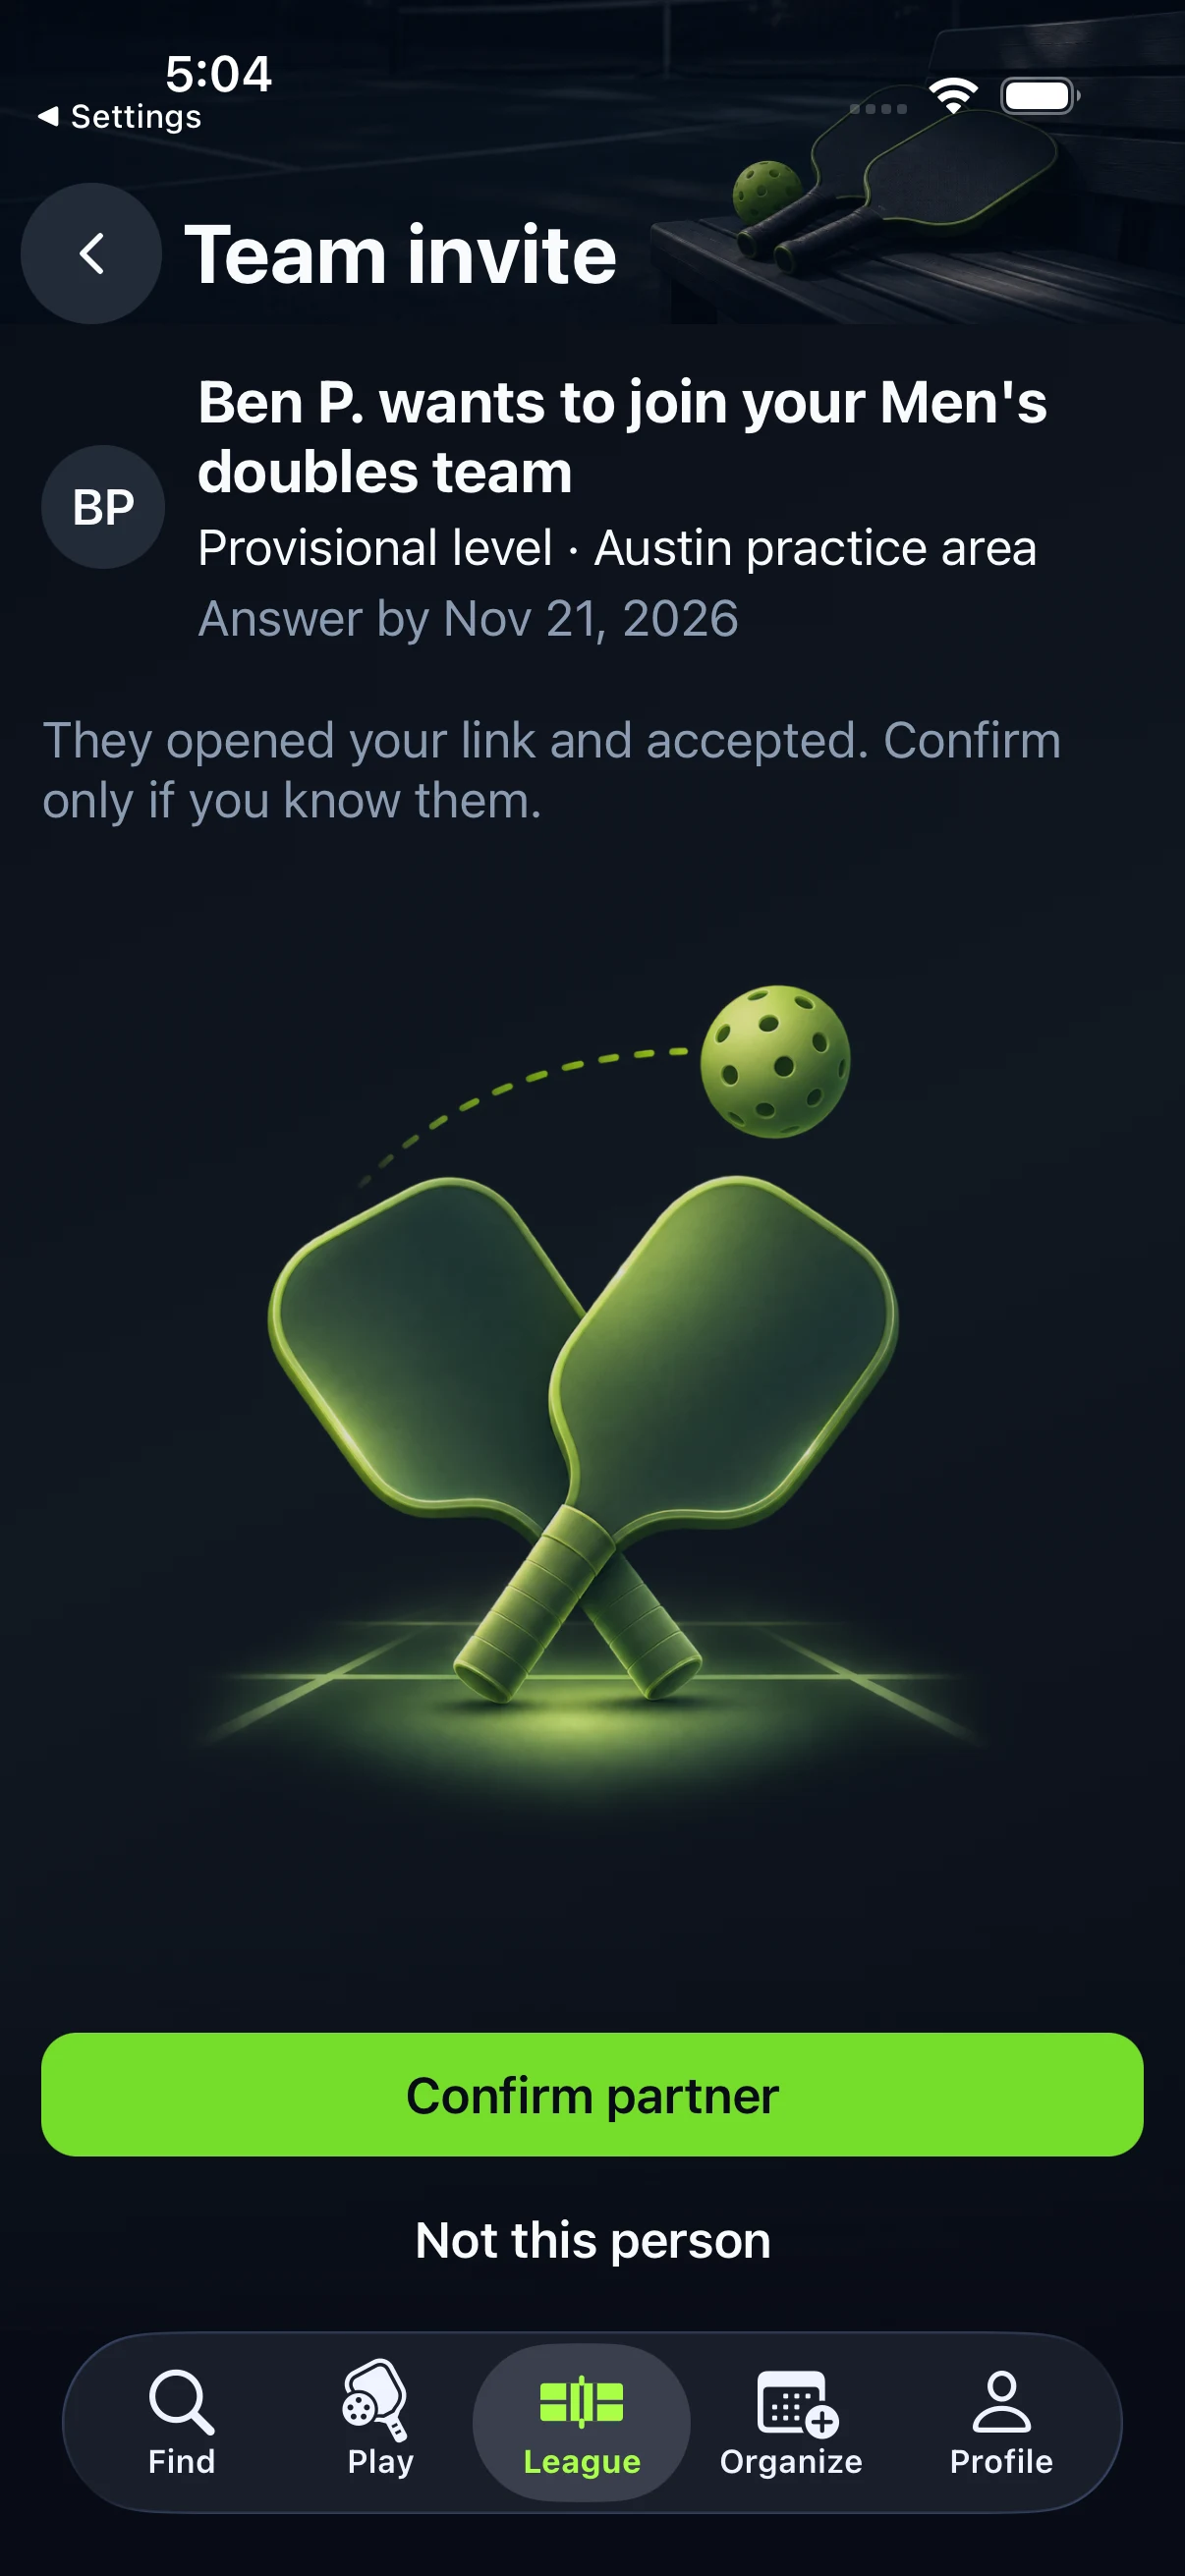 5:04
Settings
Team invite
Ben P. wants to join your Men's
doubles team
BP
Provisional level · Austin practice area
Answer by Nov 21, 2026
They opened your link and accepted. Confirm
only if you know them.
Confirm partner
Not this person
Find
Play
League
Organize
Profile